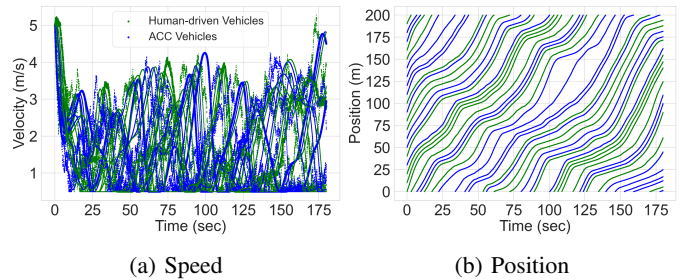 Human-driven Vehicles
ACC Vehicles
Velocity (m/s)
5
4
3
2
1
0 25 50 75 100 125 150 175
Time (sec)
(a) Speed
Position (m)
200
175
150
125
100
75
50
25
0
0 25 50 75 100 125 150 175
Time (sec)
(b) Position